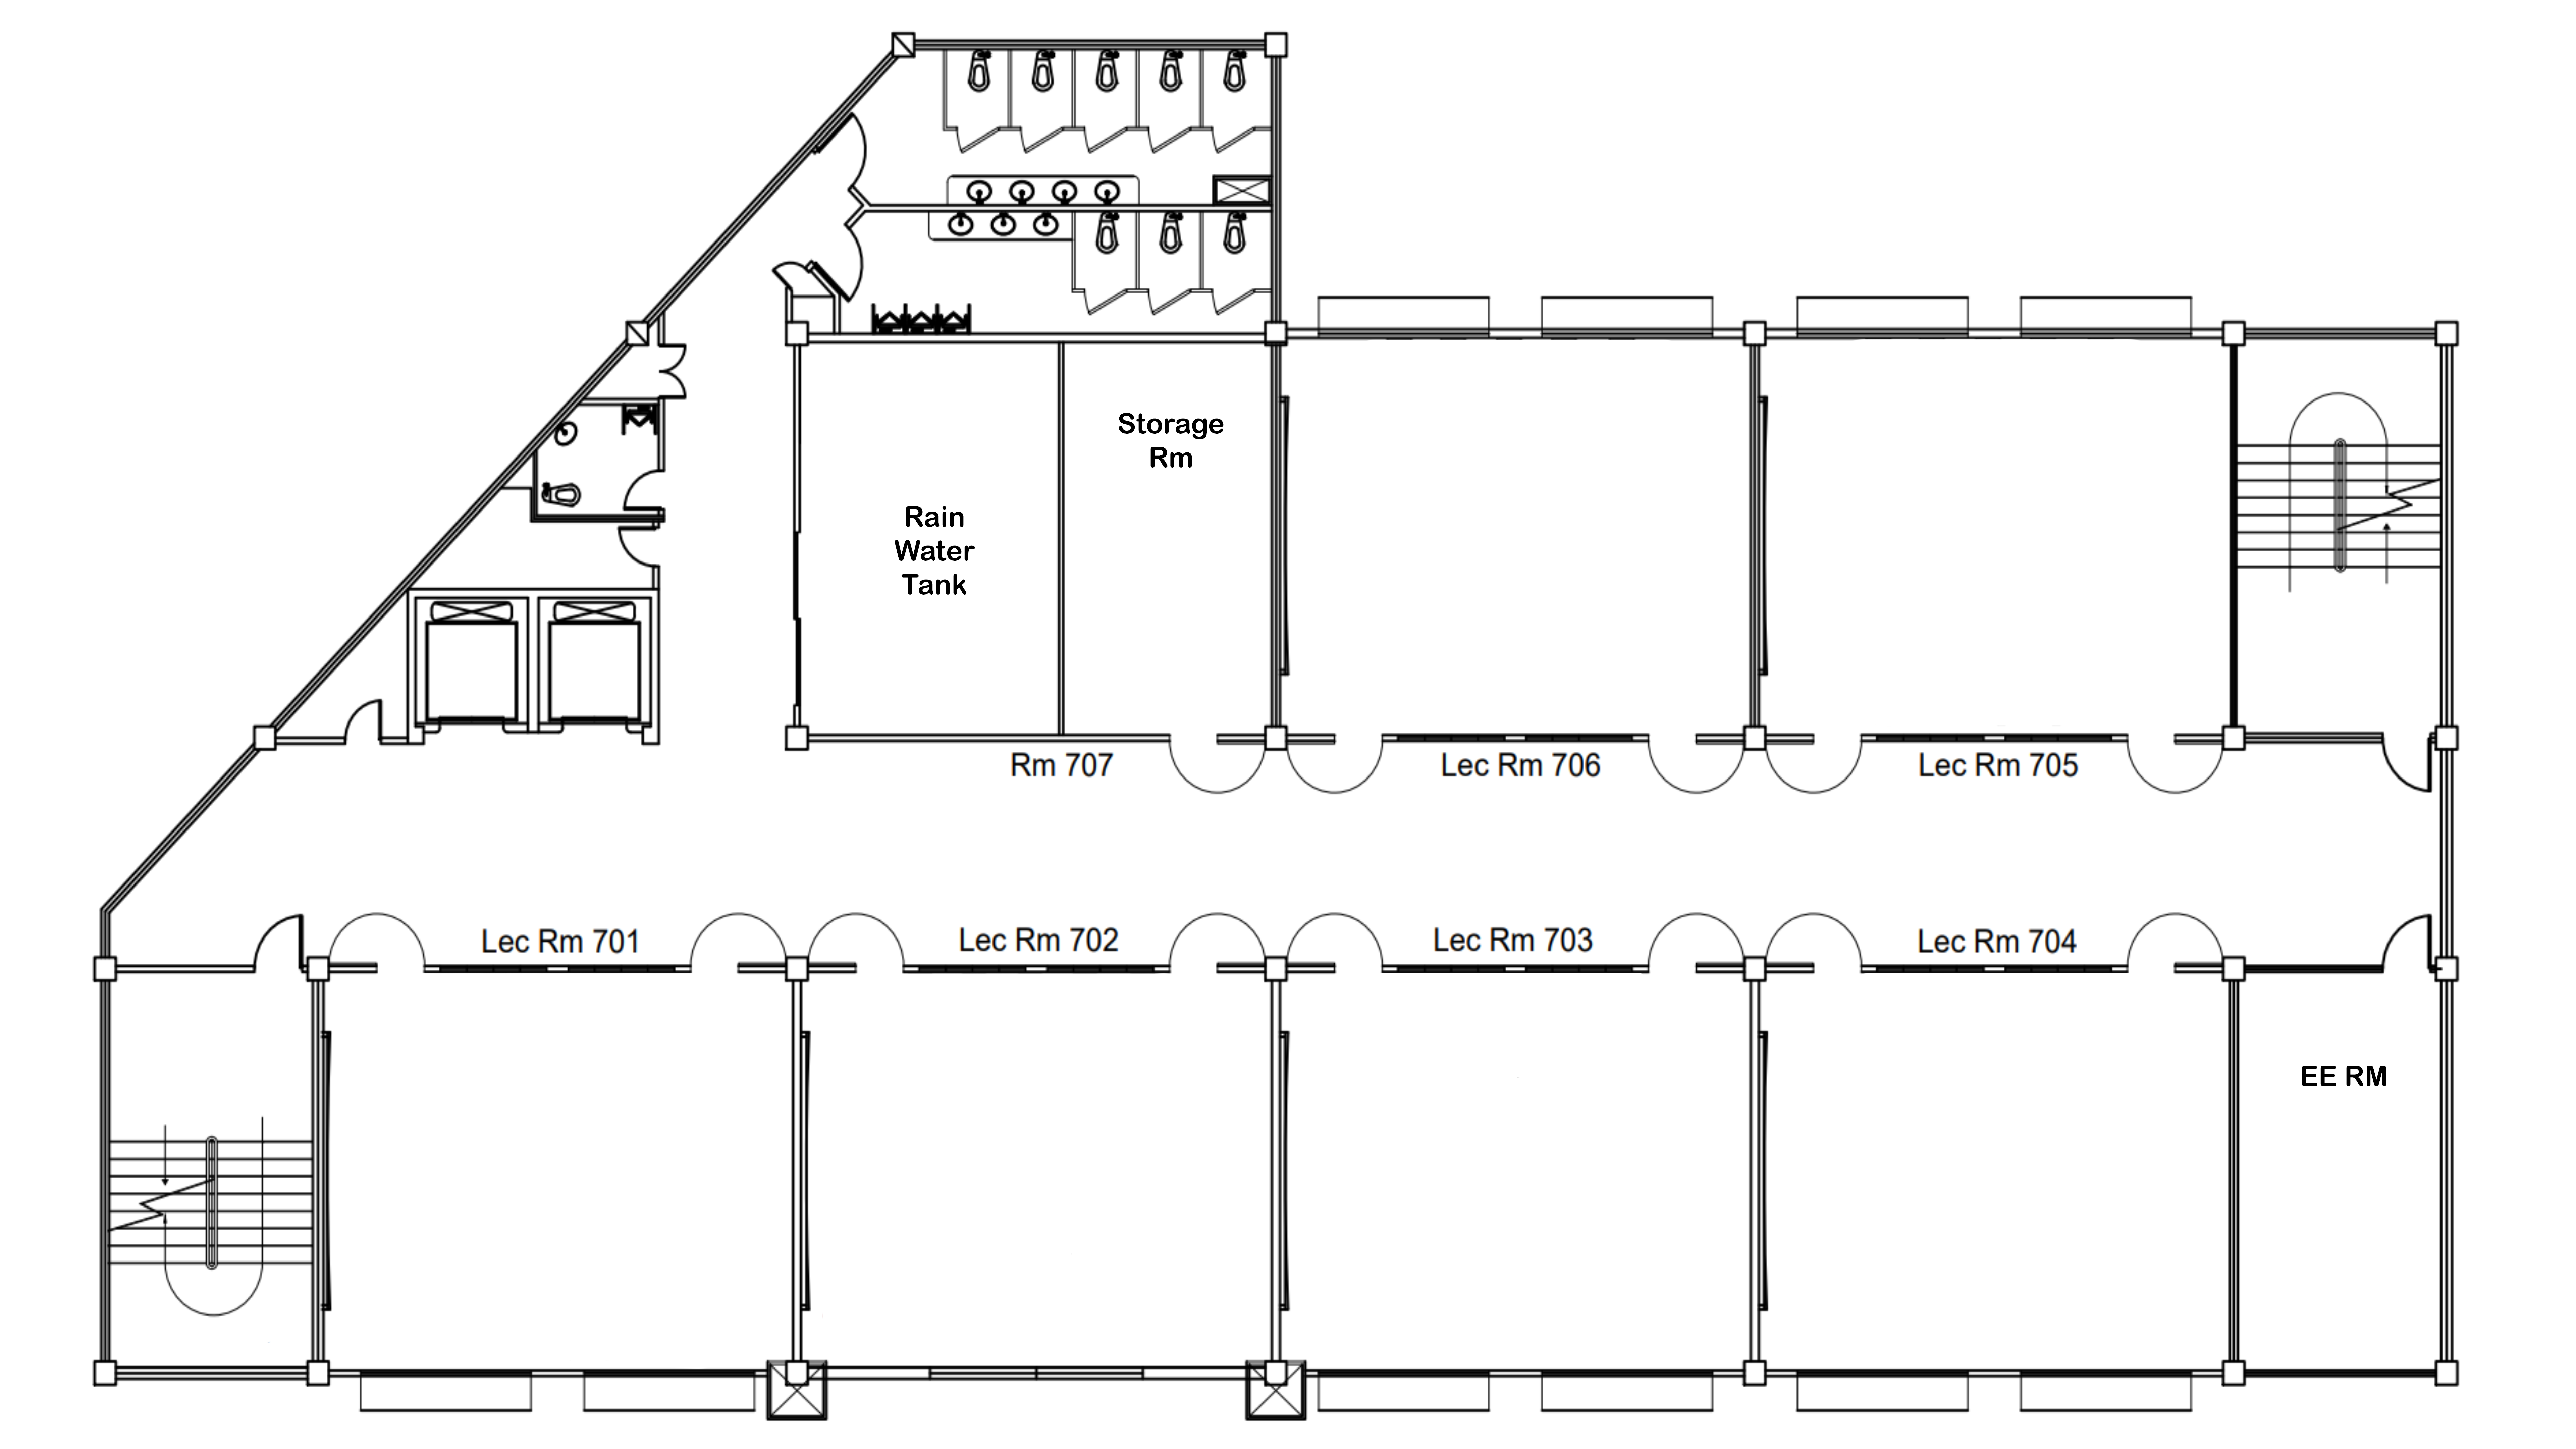 Storage
Rm
Rain
Water
Tank
Rm 707
Lec Rm 706
Lec Rm 705
Lec Rm 701
Lec Rm 702
Lec Rm 703
Lec Rm 704
EE RM